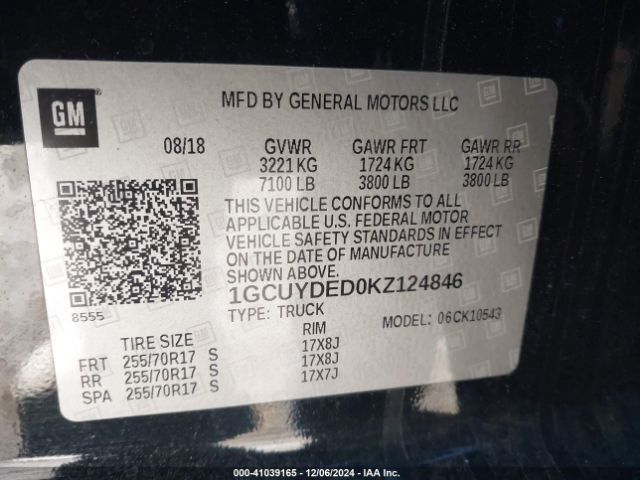 GM
MFD BY GENERAL MOTORS LLC
08/18 GVWR GAWR FRT GAWR RR
3221 KG 1724 KG 1724 KG
7100 LB 3800 LB 3800 LB
THIS VEHICLE CONFORMS TO ALL
APPLICABLE U.S. FEDERAL MOTOR
VEHICLE SAFETY STANDARDS IN EFFECT
ON THE DATE OF MANUFACTURE
SHOWN ABOVE.
1GCUYDED0KZ124846
8555
TYPE: TRUCK MODEL: 06CK10543
TIRE SIZE RIM
FRT 255/70R17 S 17X8J
RR 255/70R17 S 17X8J
SPA 255/70R17 S 17X7J
000-41039165 - 12/06/2024 - IAA Inc.